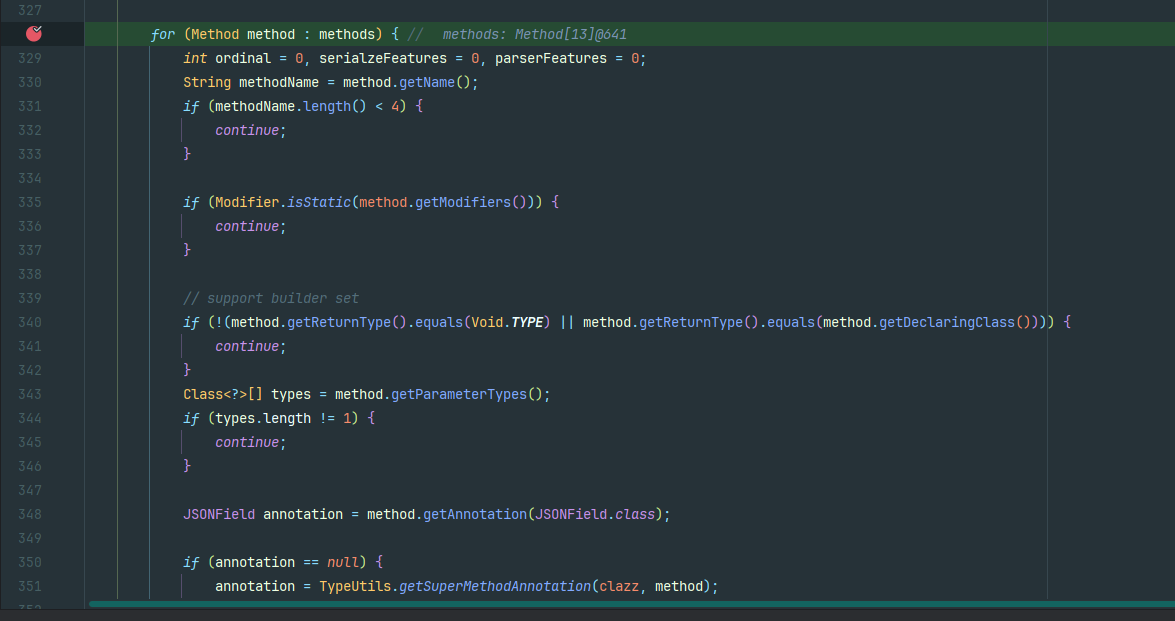 327
for (Method method : methods) { //  methods: Method[13]@641
329 int ordinal = 0, serialzeFeatures = 0, parserFeatures = 0;
330 String methodName = method.getName();
331 if (methodName.length() < 4) {
332 continue;
333 }
334
335 if (Modifier.isStatic(method.getModifiers())) {
336 continue;
337 }
338
339 // support builder set
340 if (!(method.getReturnType().equals(Void.TYPE) || method.getReturnType().equals(method.getDeclaringClass()))) {
341 continue;
342 }
343 Class<?>[] types = method.getParameterTypes();
344 if (types.length != 1) {
345 continue;
346 }
347
348 JSONField annotation = method.getAnnotation(JSONField.class);
349
350 if (annotation == null) {
351 annotation = TypeUtils.getSuperMethodAnnotation(clazz, method);
352